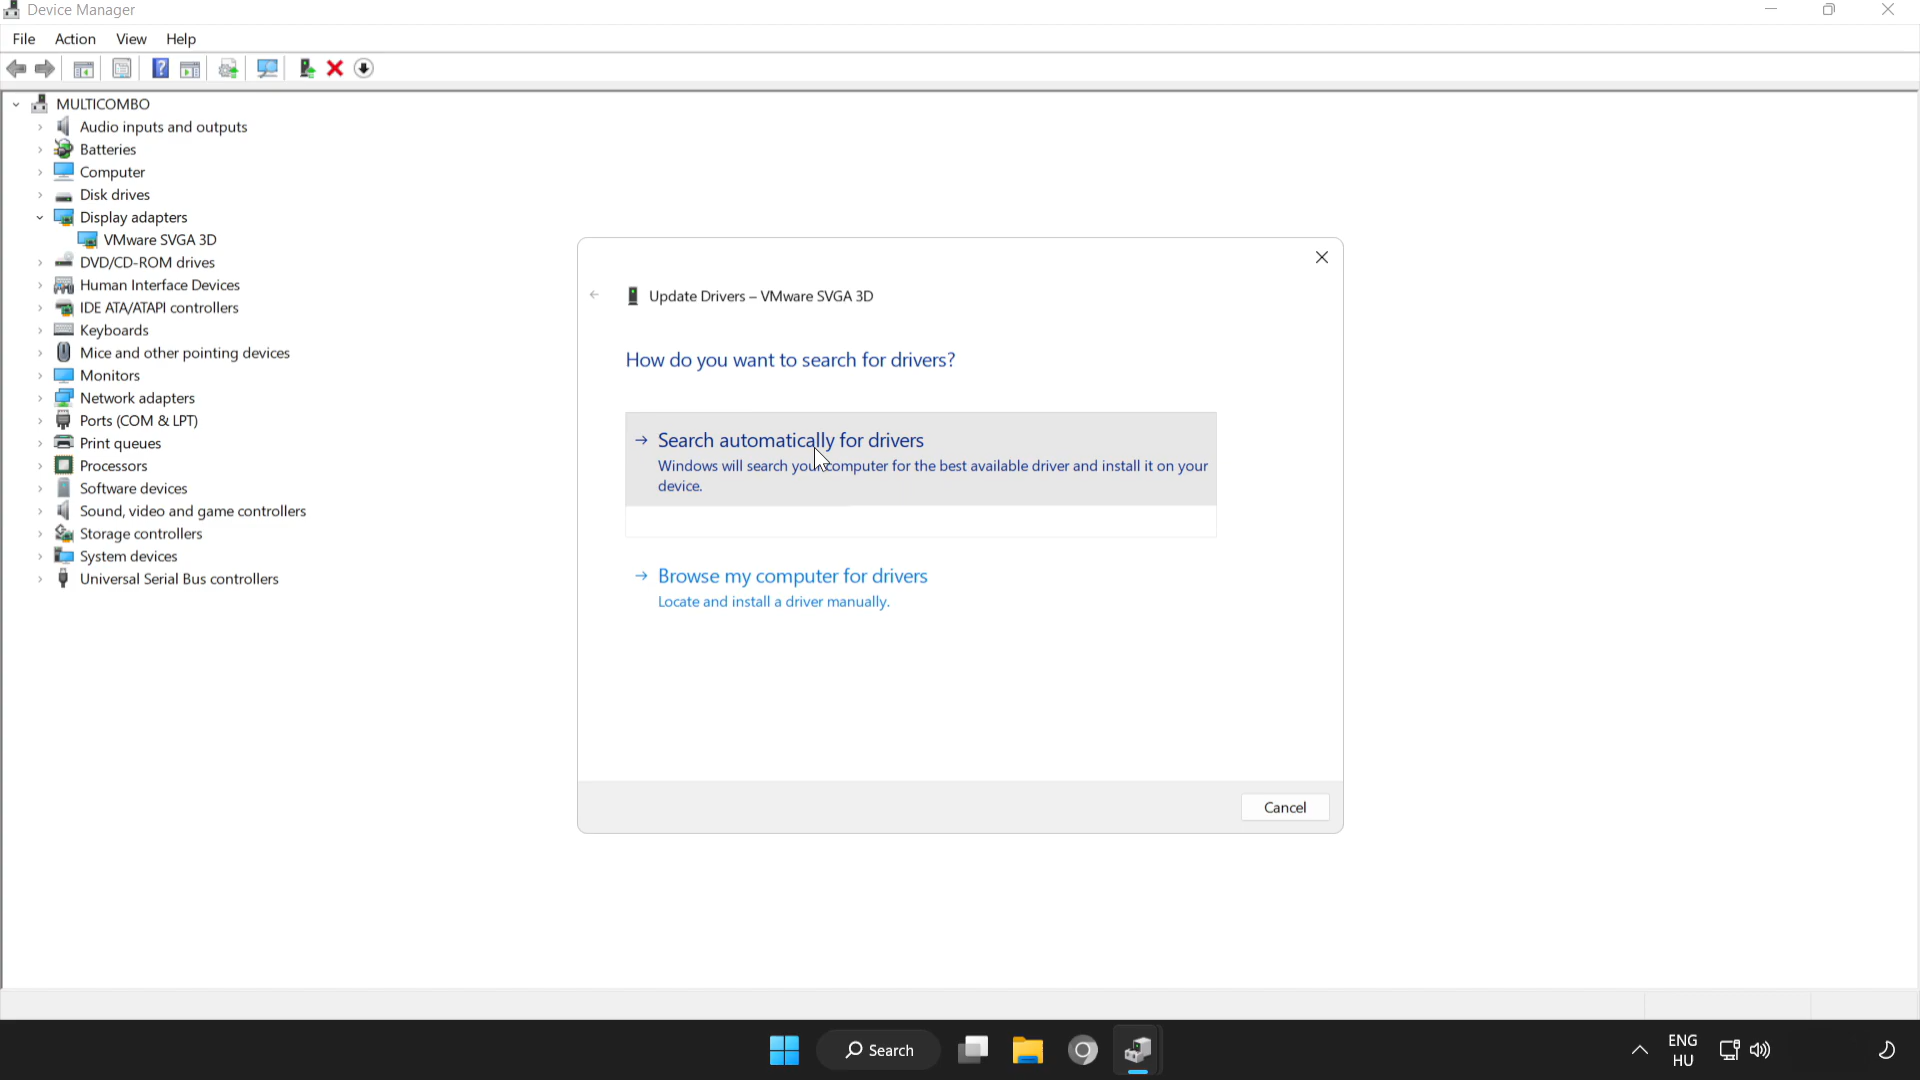 Device Manager
File Action View Help
MULTICOMBO
Audio inputs and outputs
Batteries
Computer
Disk drives
Display adapters
VMware SVGA 3D
DVD/CD-ROM drives
Human Interface Devices
IDE ATA/ATAPI controllers
Keyboards
Mice and other pointing devices
Monitors
Network adapters
Ports (COM & LPT)
Print queues
Processors
Software devices
Sound, video and game controllers
Storage controllers
System devices
Universal Serial Bus controllers
Update Drivers – VMware SVGA 3D
How do you want to search for drivers?
Search automatically for drivers
Windows will search your computer for the best available driver and install it on your
device.
Browse my computer for drivers
Locate and install a driver manually.
Cancel
Search
ENG
HU